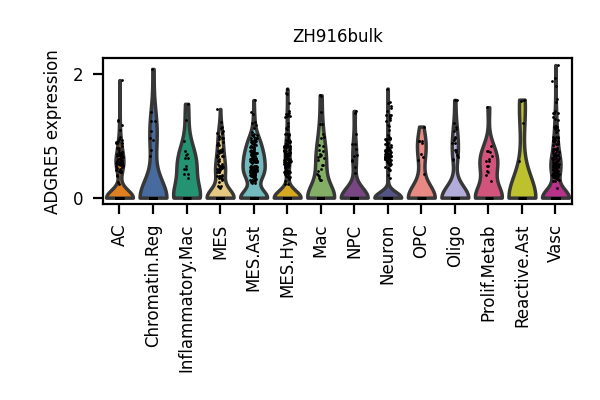 ZH916bulk
ADGRE5 expression
2
0
AC
Chromatin.Reg
Inflammatory.Mac
MES
MES.Ast
MES.Hyp
Mac
NPC
Neuron
OPC
Oligo
Prolif.Metab
Reactive.Ast
Vasc